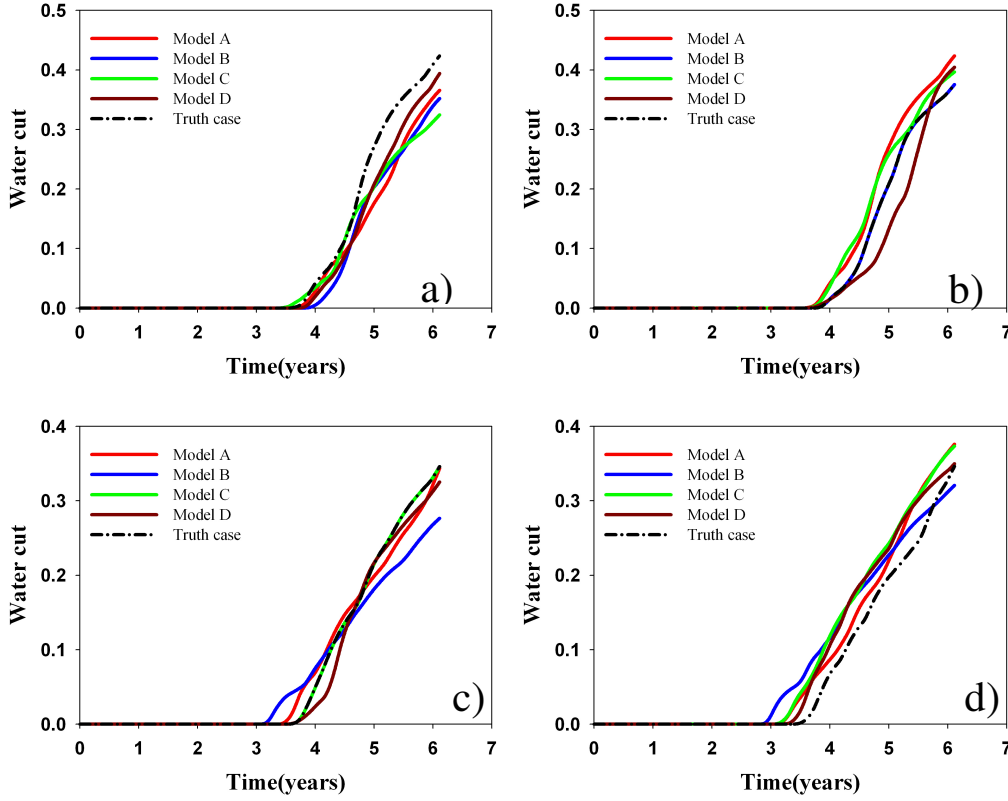 0.5
0.4
0.3
0.2
0.1
0.0
Water cut
Model A
Model B
Model C
Model D
Truth case
a)
0 1 2 3 4 5 6 7
Time(years)
0.5
0.4
0.3
0.2
0.1
0.0
Water cut
Model A
Model B
Model C
Model D
Truth case
b)
0 1 2 3 4 5 6 7
Time(years)
0.4
0.3
0.2
0.1
0.0
Water cut
Model A
Model B
Model C
Model D
Truth case
c)
0 1 2 3 4 5 6 7
Time(years)
0.4
0.3
0.2
0.1
0.0
Water cut
Model A
Model B
Model C
Model D
Truth case
d)
0 1 2 3 4 5 6 7
Time(years)